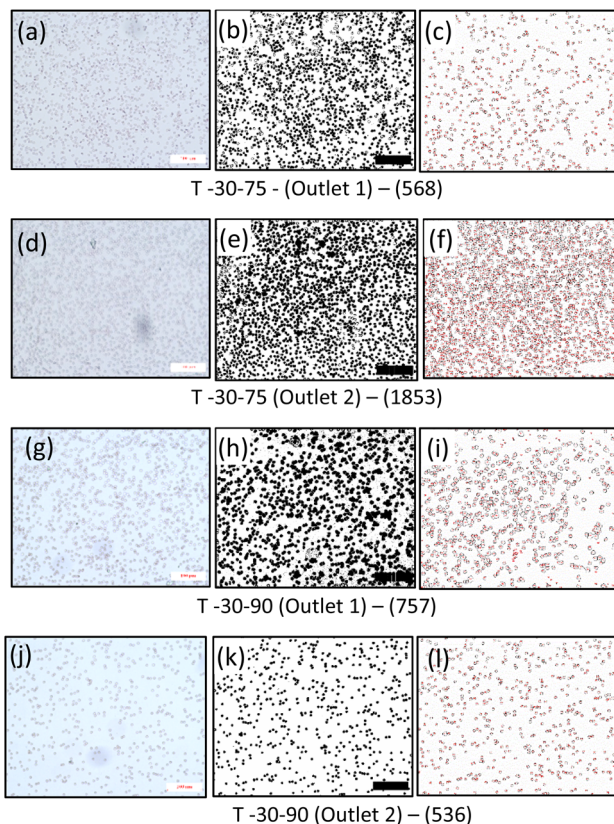 (a) (b) (c)
T -30-75 - (Outlet 1) – (568)
(d) (e) (f)
T -30-75 (Outlet 2) – (1853)
(g) (h) (i)
T -30-90 (Outlet 1) – (757)
(j) (k) (l)
T -30-90 (Outlet 2) – (536)